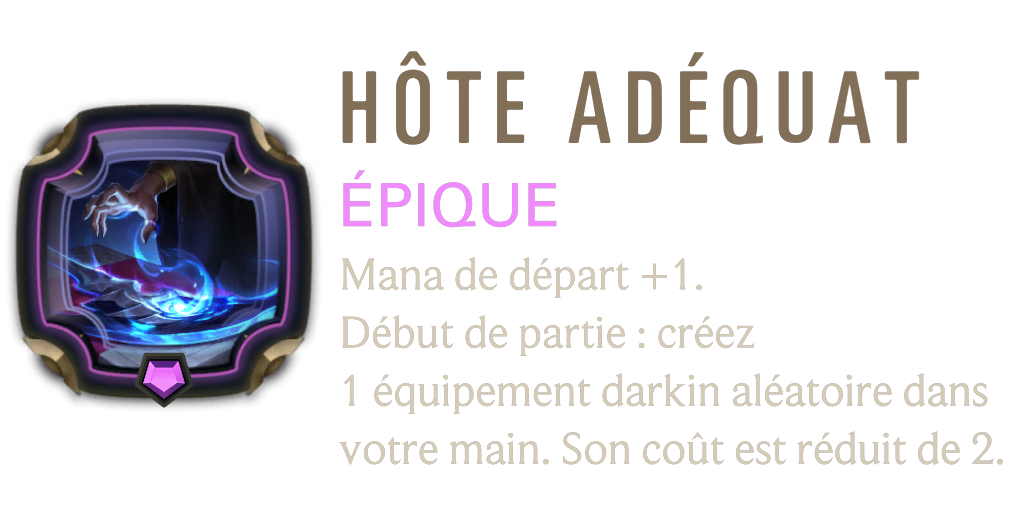 HÔTE ADÉQUAT
ÉPIQUE
Mana de départ +1.
Début de partie : créez
1 équipement darkin aléatoire dans
votre main. Son coût est réduit de 2.